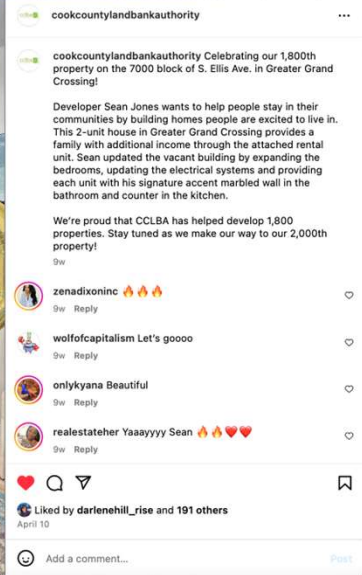 cookcountylandbankauthority
cookcountylandbankauthority Celebrating our 1,800th
property on the 7000 block of S. Ellis Ave. in Greater Grand
Crossing!
Developer Sean Jones wants to help people stay in their
communities by building homes people are excited to live in.
This 2-unit house in Greater Grand Crossing provides a
family with additional income through the attached rental
unit. Sean updated the vacant building by expanding the
bedrooms, updating the electrical systems and providing
each unit with his signature accent marbled wall in the
bathroom and counter in the kitchen.
We're proud that CCLBA has helped develop 1,800
properties. Stay tuned as we make our way to our 2,000th
property!
9w
zenadixoninc 🔥🔥🔥
9w Reply
wolfofcapitalism Let's goooo
9w Reply
onlykyana Beautiful
9w Reply
realestateher Yaaayyyy Sean 🔥🔥❤️❤️
9w Reply
Liked by darlenehill_rise and 191 others
April 10
Add a comment...
Post